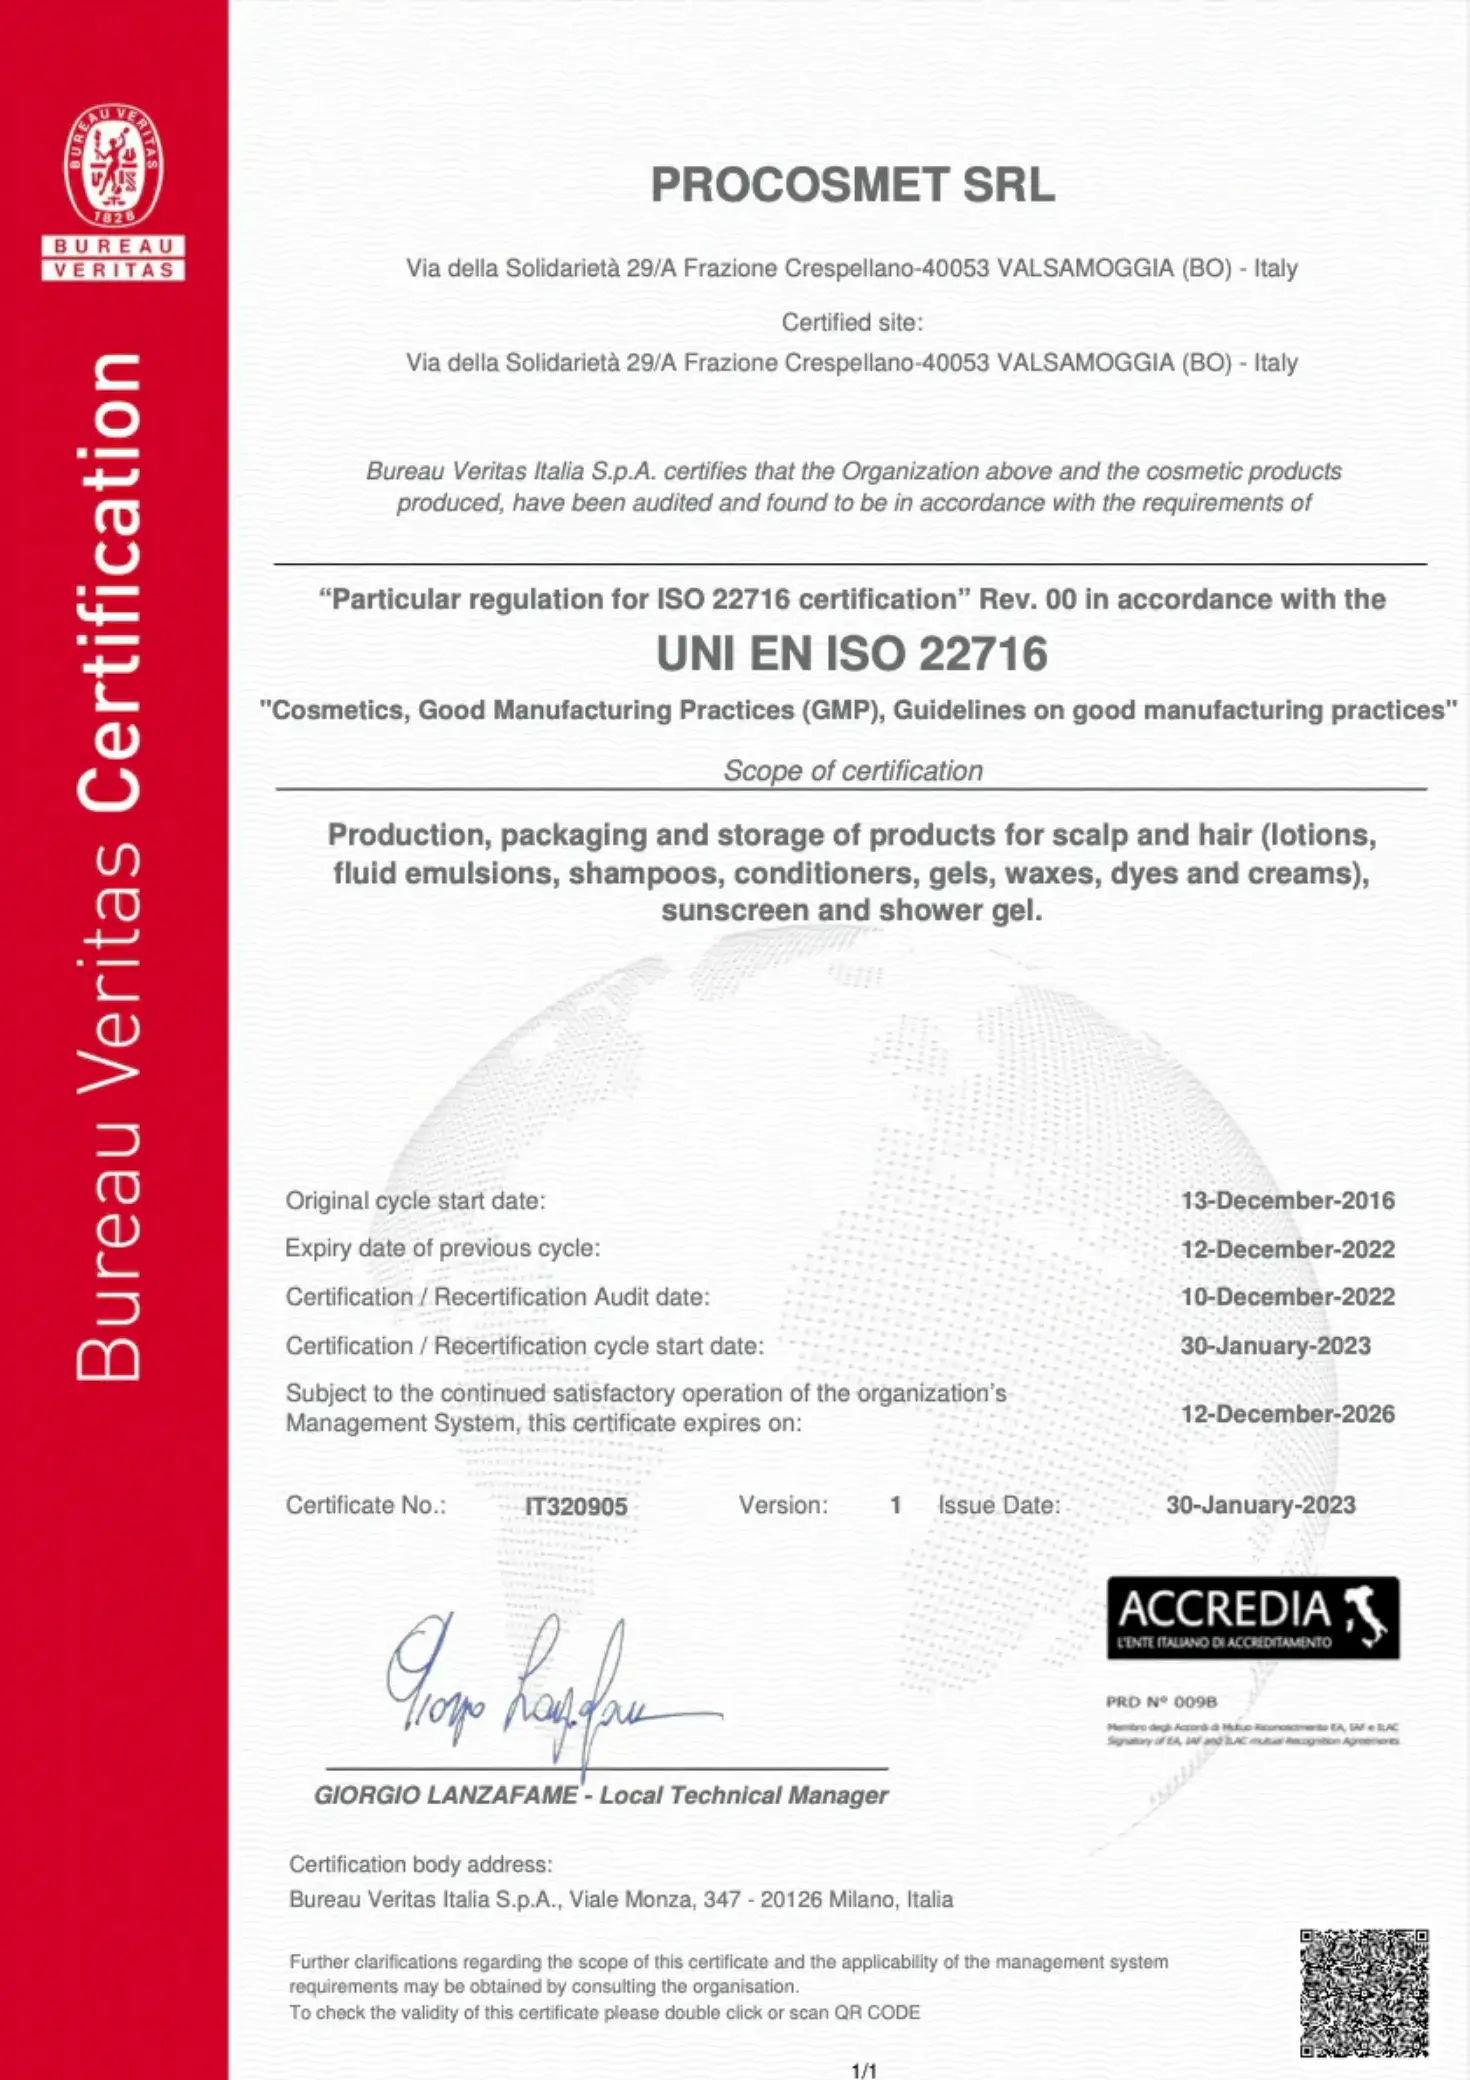 BUREAU VERITAS
1828
BUREAU
VERITAS
Bureau Veritas Certification
PROCOSMET SRL
Via della Solidarietà 29/A Frazione Crespellano-40053 VALSAMOGGIA (BO) - Italy
Certified site:
Via della Solidarietà 29/A Frazione Crespellano-40053 VALSAMOGGIA (BO) - Italy
Bureau Veritas Italia S.p.A. certifies that the Organization above and the cosmetic products
produced, have been audited and found to be in accordance with the requirements of
“Particular regulation for ISO 22716 certification” Rev. 00 in accordance with the
UNI EN ISO 22716
"Cosmetics, Good Manufacturing Practices (GMP), Guidelines on good manufacturing practices"
Scope of certification
Production, packaging and storage of products for scalp and hair (lotions,
fluid emulsions, shampoos, conditioners, gels, waxes, dyes and creams),
sunscreen and shower gel.
Original cycle start date: 13-December-2016
Expiry date of previous cycle: 12-December-2022
Certification / Recertification Audit date: 10-December-2022
Certification / Recertification cycle start date: 30-January-2023
Subject to the continued satisfactory operation of the organization’s
Management System, this certificate expires on: 12-December-2026
Certificate No.: IT320905 Version: 1 Issue Date: 30-January-2023
ACCREDIA
L'ENTE ITALIANO DI ACCREDITAMENTO
PRD N° 009B
Membro degli Accordi di Mutuo Riconoscimento EA, IAF e ILAC
Signatory of EA, IAF and ILAC mutual Recognition Agreements
Giorgio Lanzafame
GIORGIO LANZAFAME - Local Technical Manager
Certification body address:
Bureau Veritas Italia S.p.A., Viale Monza, 347 - 20126 Milano, Italia
Further clarifications regarding the scope of this certificate and the applicability of the management system
requirements may be obtained by consulting the organisation.
To check the validity of this certificate please double click or scan QR CODE
1/1